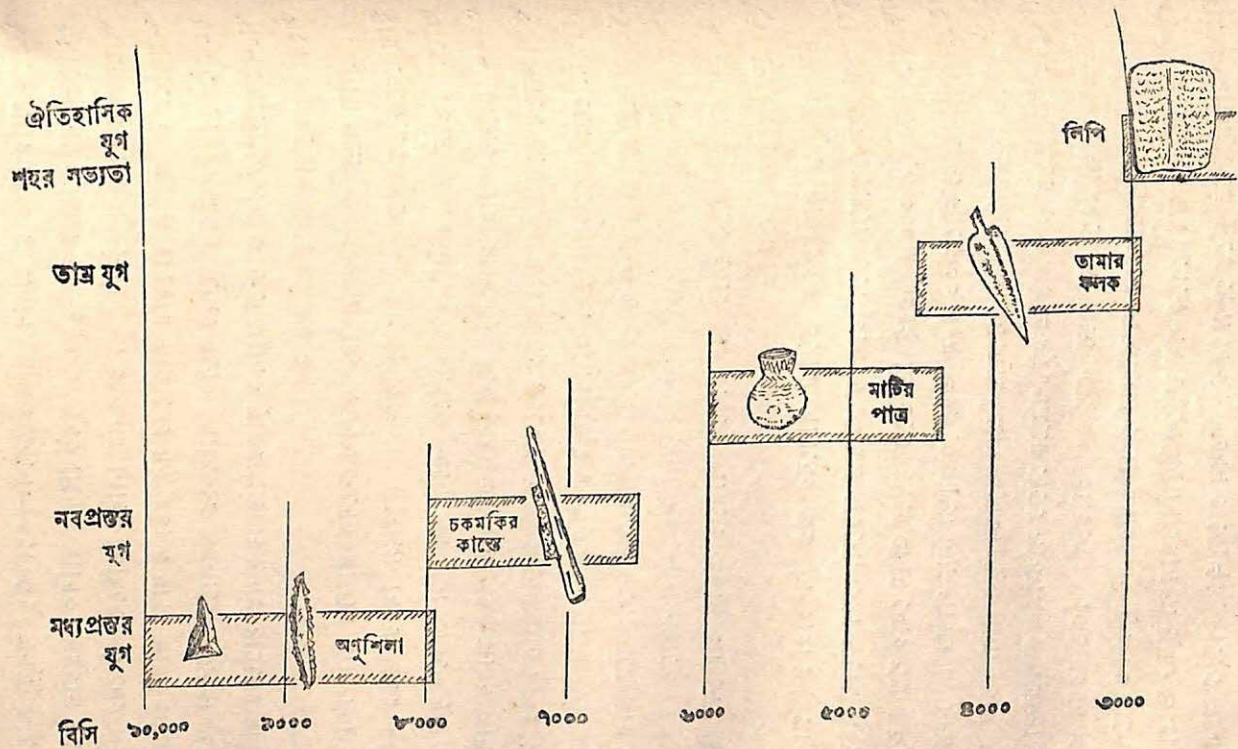 ঐতিহাসিক
যুগ
শহর সভ্যতা
লিপি
তাম্র যুগ
তামার
ফলক
মাটির
পাত্র
নবপ্রস্তর
যুগ
চকমকির
কাস্তে
মধ্যপ্রস্তর
যুগ
অণুশিলা
বিসি ১০,০০০ ৯০০০ ৮০০০ ৭০০০ ৬০০০ ৫০০০ ৪০০০ ৩০০০